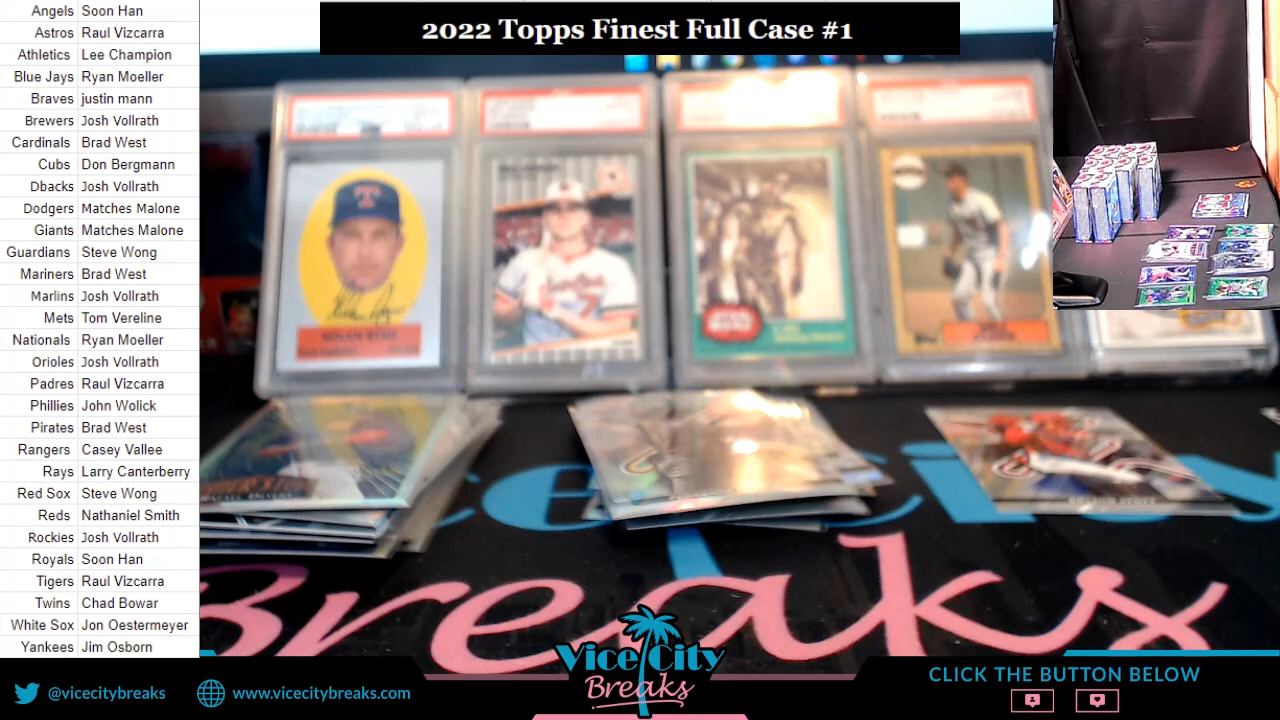 2022 Topps Finest Full Case #1
Angels Soon Han
Astros Raul Vizcarra
Athletics Lee Champion
Blue Jays Ryan Moeller
Braves justin mann
Brewers Josh Vollrath
Cardinals Brad West
Cubs Don Bergmann
Dbacks Josh Vollrath
Dodgers Matches Malone
Giants Matches Malone
Guardians Steve Wong
Mariners Brad West
Marlins Josh Vollrath
Mets Tom Vereline
Nationals Ryan Moeller
Orioles Josh Vollrath
Padres Raul Vizcarra
Phillies John Wolick
Pirates Brad West
Rangers Casey Vallee
Rays Larry Canterberry
Red Sox Steve Wong
Reds Nathaniel Smith
Rockies Josh Vollrath
Royals Soon Han
Tigers Raul Vizcarra
Twins Chad Bowar
White Sox Jon Oestermeyer
Yankees Jim Osborn
T
Breaks
Vice City
Breaks
@vicecitybreaks
www.vicecitybreaks.com
CLICK THE BUTTON BELOW